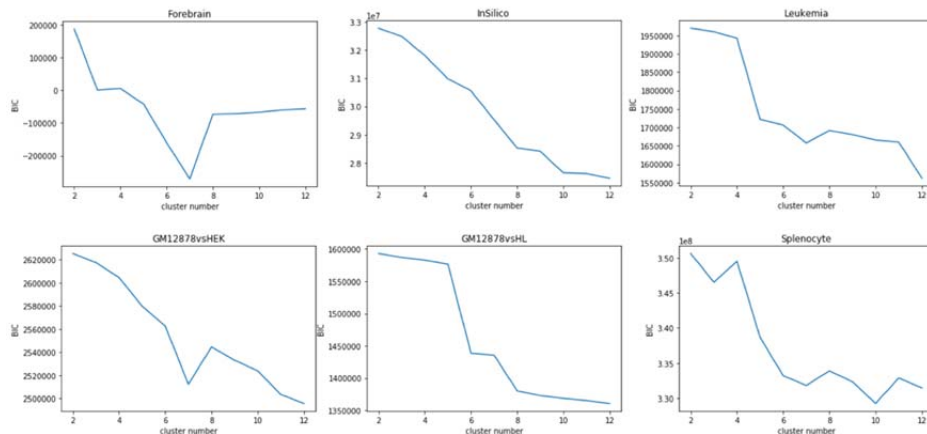 Forebrain
200000
100000
0
-100000
-200000
BIC
2 4 6 8 10 12
cluster number
InSilico
1e7
3.3
3.2
3.1
3.0
2.9
2.8
BIC
2 4 6 8 10 12
cluster number
Leukemia
1950000
1900000
1850000
1800000
1750000
1700000
1650000
1600000
1550000
BIC
2 4 6 8 10 12
cluster number
GM12878vsHEK
2620000
2600000
2580000
2560000
2540000
2520000
2500000
BIC
2 4 6 8 10 12
cluster number
GM12878vsHL
1600000
1550000
1500000
1450000
1400000
1350000
BIC
2 4 6 8 10 12
cluster number
Splenocyte
1e8
3.50
3.45
3.40
3.35
3.30
BIC
2 4 6 8 10 12
cluster number